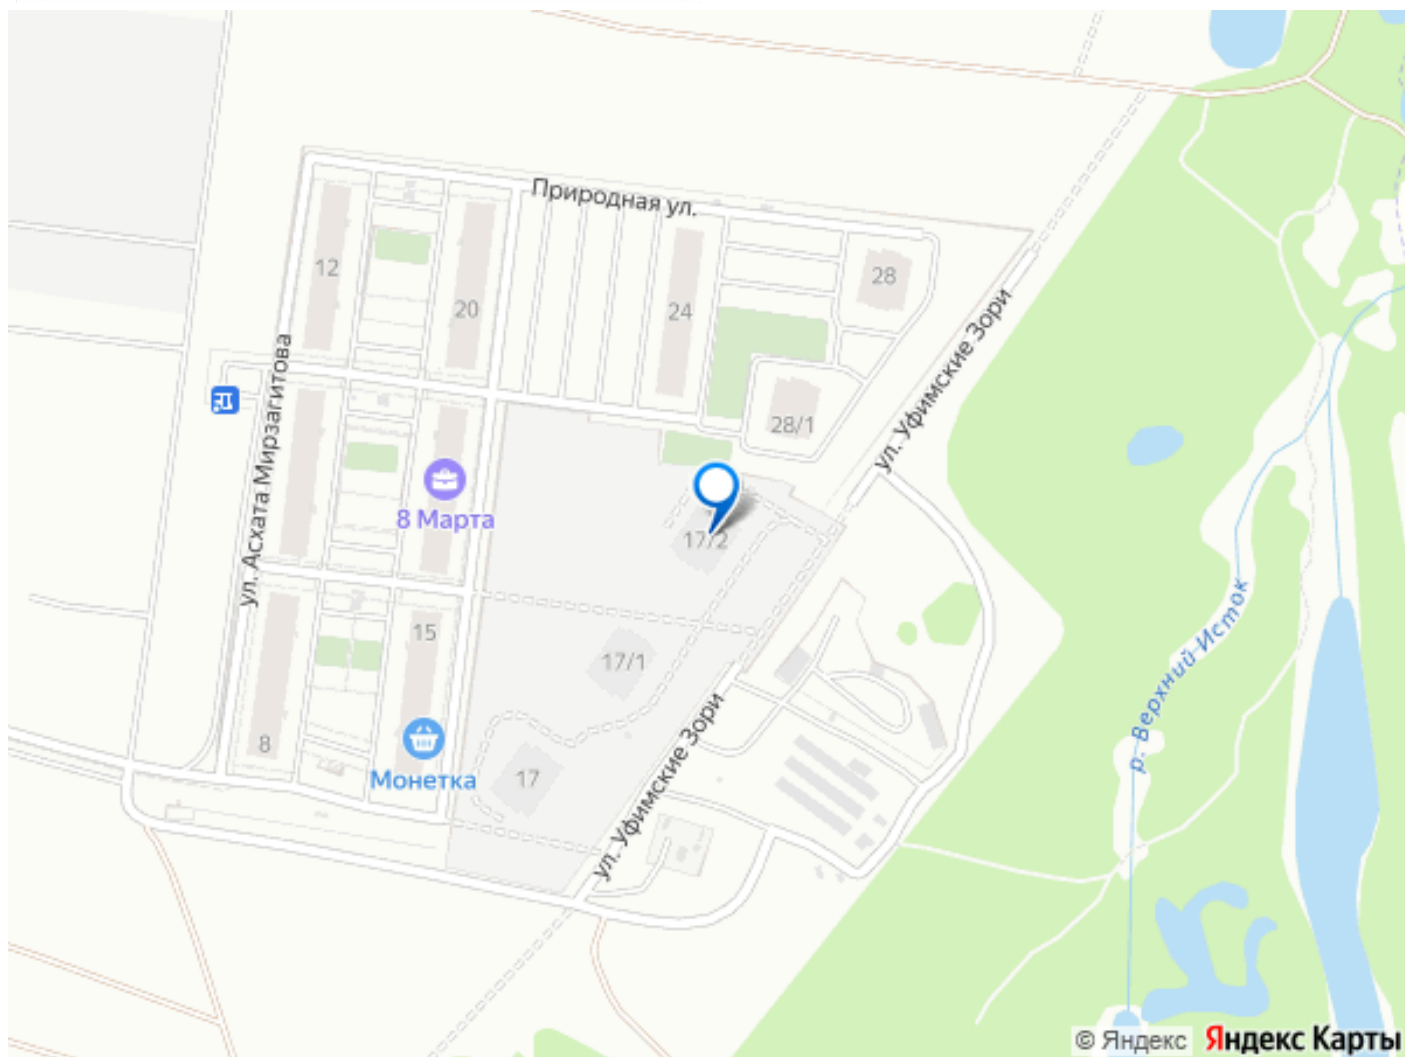 Природная ул.
12
20
24
28
28/1
ул. Асхата Мирзагитова
ул. Уфимские Зори
8 Марта
17/2
15
17/1
8
17
Монетка
ул. Уфимские Зори
р. Верхний Исток
© Яндекс Яндекс Карты